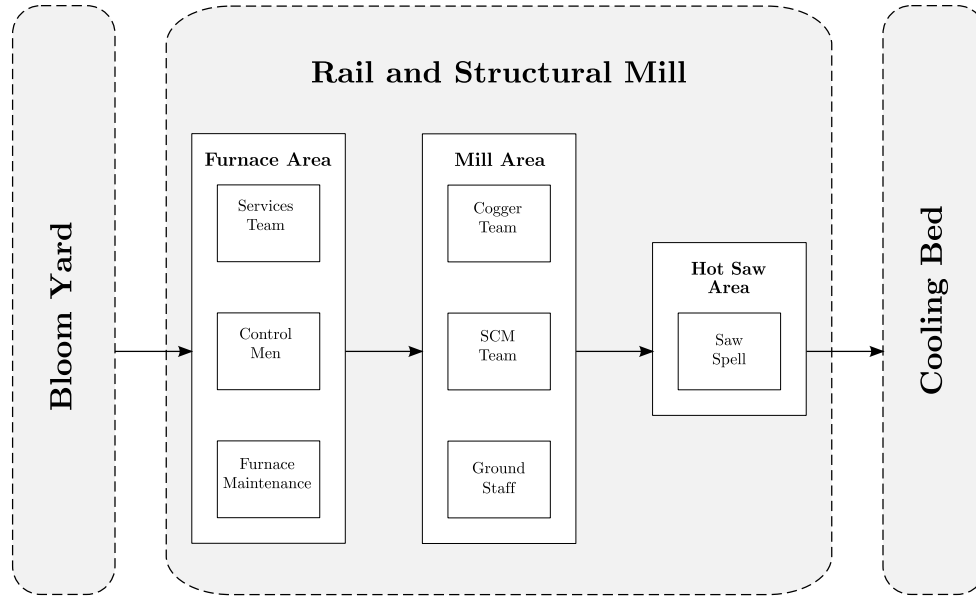 Bloom Yard
Rail and Structural Mill
Furnace Area
Services
Team
Control
Men
Furnace
Maintenance
Mill Area
Cogger
Team
SCM
Team
Ground
Staff
Hot Saw
Area
Saw
Spell
Cooling Bed